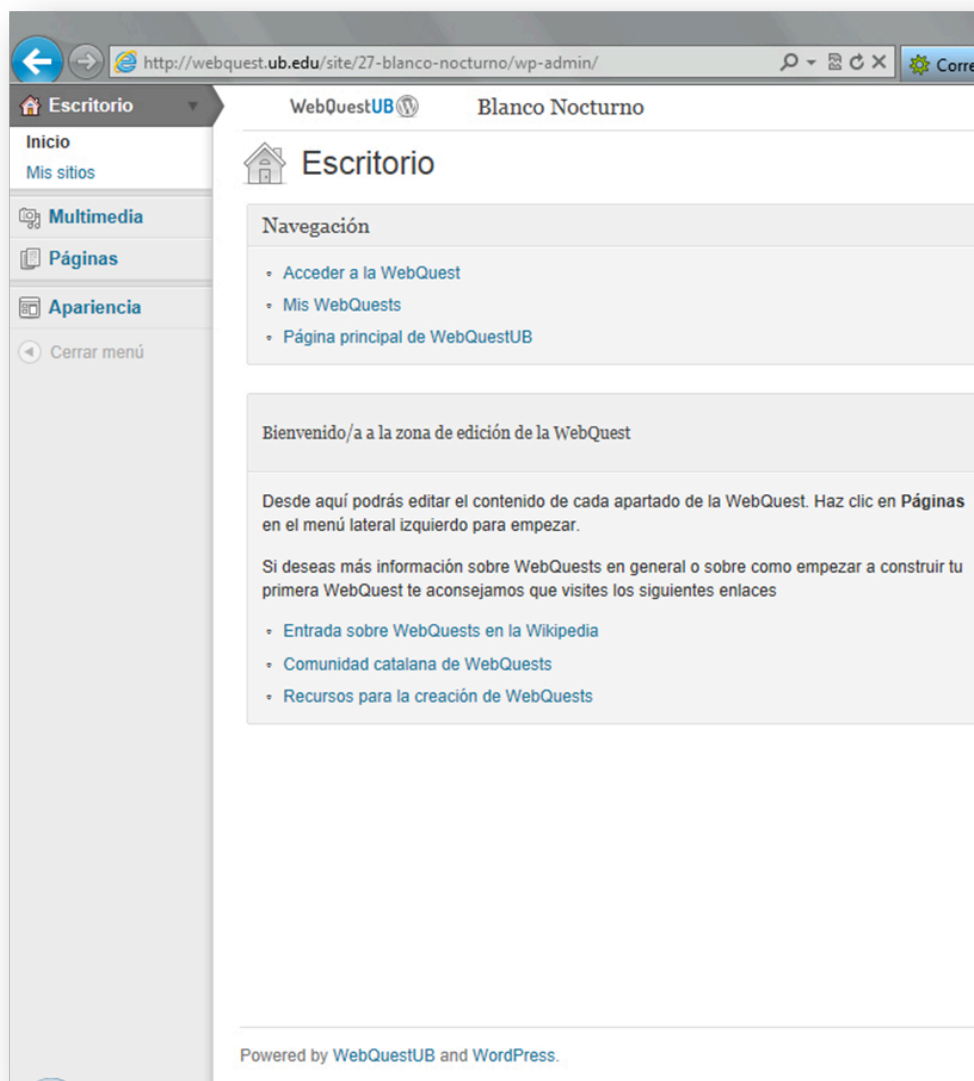 http://webquest.ub.edu/site/27-blanco-nocturno/wp-admin/
Escritorio
Inicio
Mis sitios
Multimedia
Páginas
Apariencia
Cerrar menú
WebQuestUB Blanco Nocturno
Escritorio
Navegación
Acceder a la WebQuest
Mis WebQuests
Página principal de WebQuestUB
Bienvenido/a a la zona de edición de la WebQuest
Desde aquí podrás editar el contenido de cada apartado de la WebQuest. Haz clic en Páginas
en el menú lateral izquierdo para empezar.
Si deseas más información sobre WebQuests en general o sobre como empezar a construir tu
primera WebQuest te aconsejamos que visites los siguientes enlaces
Entrada sobre WebQuests en la Wikipedia
Comunidad catalana de WebQuests
Recursos para la creación de WebQuests
Powered by WebQuestUB and WordPress.